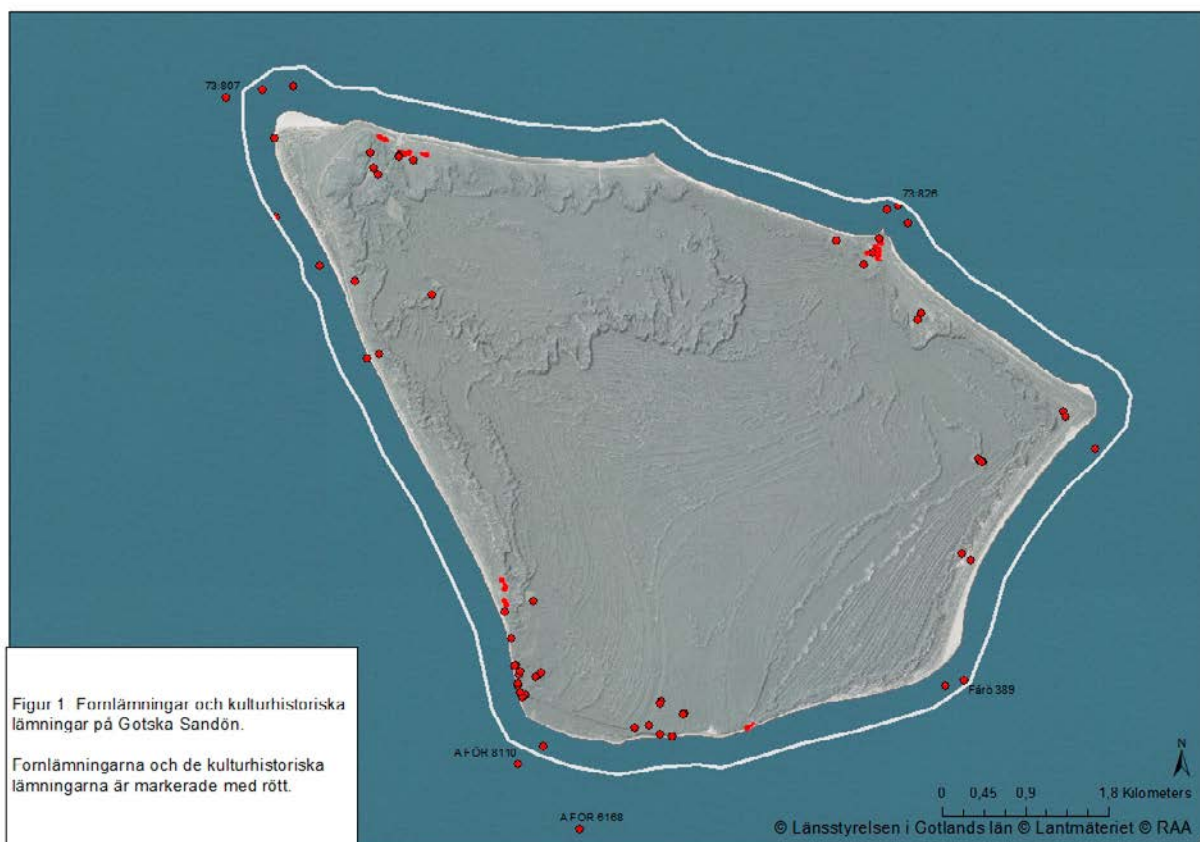 73:807
73:826
Fårö 389
A FÖR 8110
A FÖR 6168
Figur 1 Fornlämningar och kulturhistoriska
lämningar på Gotska Sandön.
Fornlämningarna och de kulturhistoriska
lämningarna är markerade med rött.
N
0 0,45 0,9 1,8 Kilometers
© Länsstyrelsen i Gotlands län © Lantmäteriet © RAA